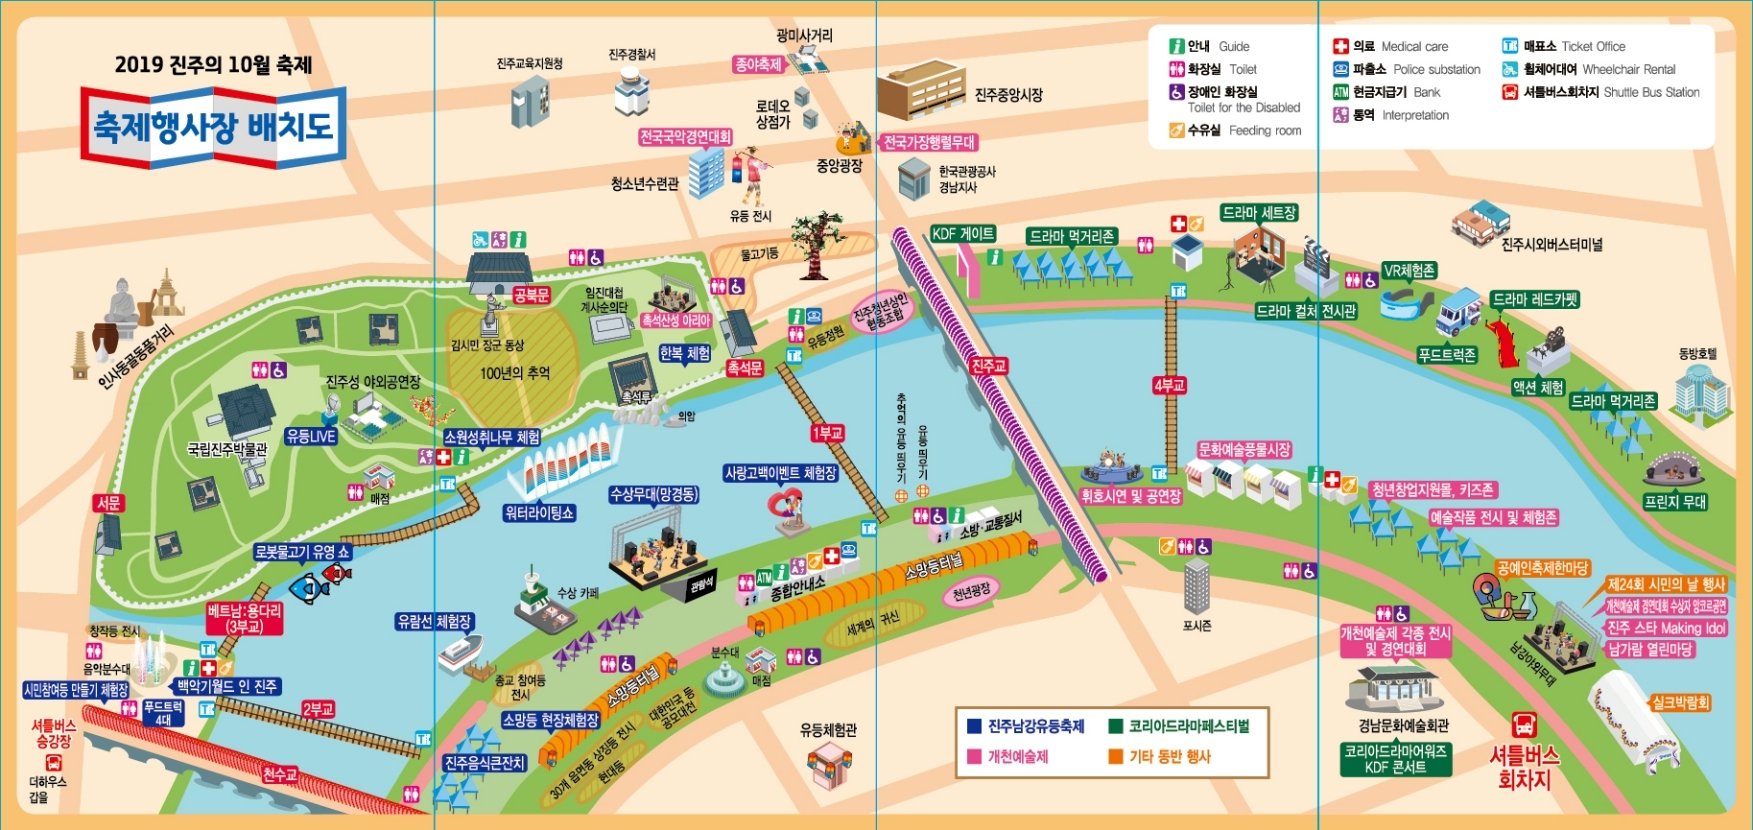 2019 진주의 10월 축제
축제행사장 배치도
안내 Guide
화장실 Toilet
장애인 화장실
Toilet for the Disabled
수유실 Feeding room
의료 Medical care
파출소 Police substation
ATM 현금지급기 Bank
통역 Interpretation
매표소 Ticket Office
휠체어대여 Wheelchair Rental
셔틀버스회차지 Shuttle Bus Station
진주교육지원청
진주경찰서
광미사거리
종야축제
로데오
상점가
진주중앙시장
전국국악경연대회
청소년수련관
유등 전시
중앙광장
전국가장행렬무대
한국관광공사
경남지사
물고기등
인사동골동품거리
공북문
김시민 장군 동상
100년의 추억
임진대첩
계사순의단
촉석산성 아리아
한복 체험
촉석루
의암
촉석문
유등정원
진주청년상인
협동조합
진주성 야외공연장
유등LIVE
국립진주박물관
소원성취나무 체험
매점
서문
워터라이팅쇼
로봇물고기 유영 쇼
수상무대(망경동)
관람석
사랑고백이벤트 체험장
1부교
추억의 유등 띄우기
유등 띄우기
진주교
KDF 게이트
드라마 먹거리존
드라마 세트장
드라마 컬처 전시관
VR체험존
푸드트럭존
드라마 레드카펫
액션 체험
드라마 먹거리존
진주시외버스터미널
동방호텔
프린지 무대
4부교
휘호시연 및 공연장
문화예술풍물시장
청년창업지원몰, 키즈존
예술작품 전시 및 체험존
공예인축제한마당
제24회 시민의 날 행사
개천예술제 경연대회 수상자 앙코르공연
진주 스타 Making Idol
남가람 열린마당
남강야외무대
실크박람회
개천예술제 각종 전시
및 경연대회
경남문화예술회관
코리아드라마어워즈
KDF 콘서트
셔틀버스
회차지
포시즌
소방·교통질서
종합안내소
ATM
소망등터널
천년광장
세계의 귀신
수상 카페
유람선 체험장
종교 참여등
전시
소망등터널
분수대
매점
대한민국 등
공모대전
소망등 현장체험장
30개 읍면동 상징등 전시
현대등
진주음식큰잔치
유등체험관
베트남:용다리
(3부교)
창작등 전시
음악분수대
시민참여등 만들기 체험장
백악기월드 인 진주
푸드트럭
4대
2부교
천수교
셔틀버스
승강장
더하우스
갑을
진주남강유등축제
코리아드라마페스티벌
개천예술제
기타 동반 행사